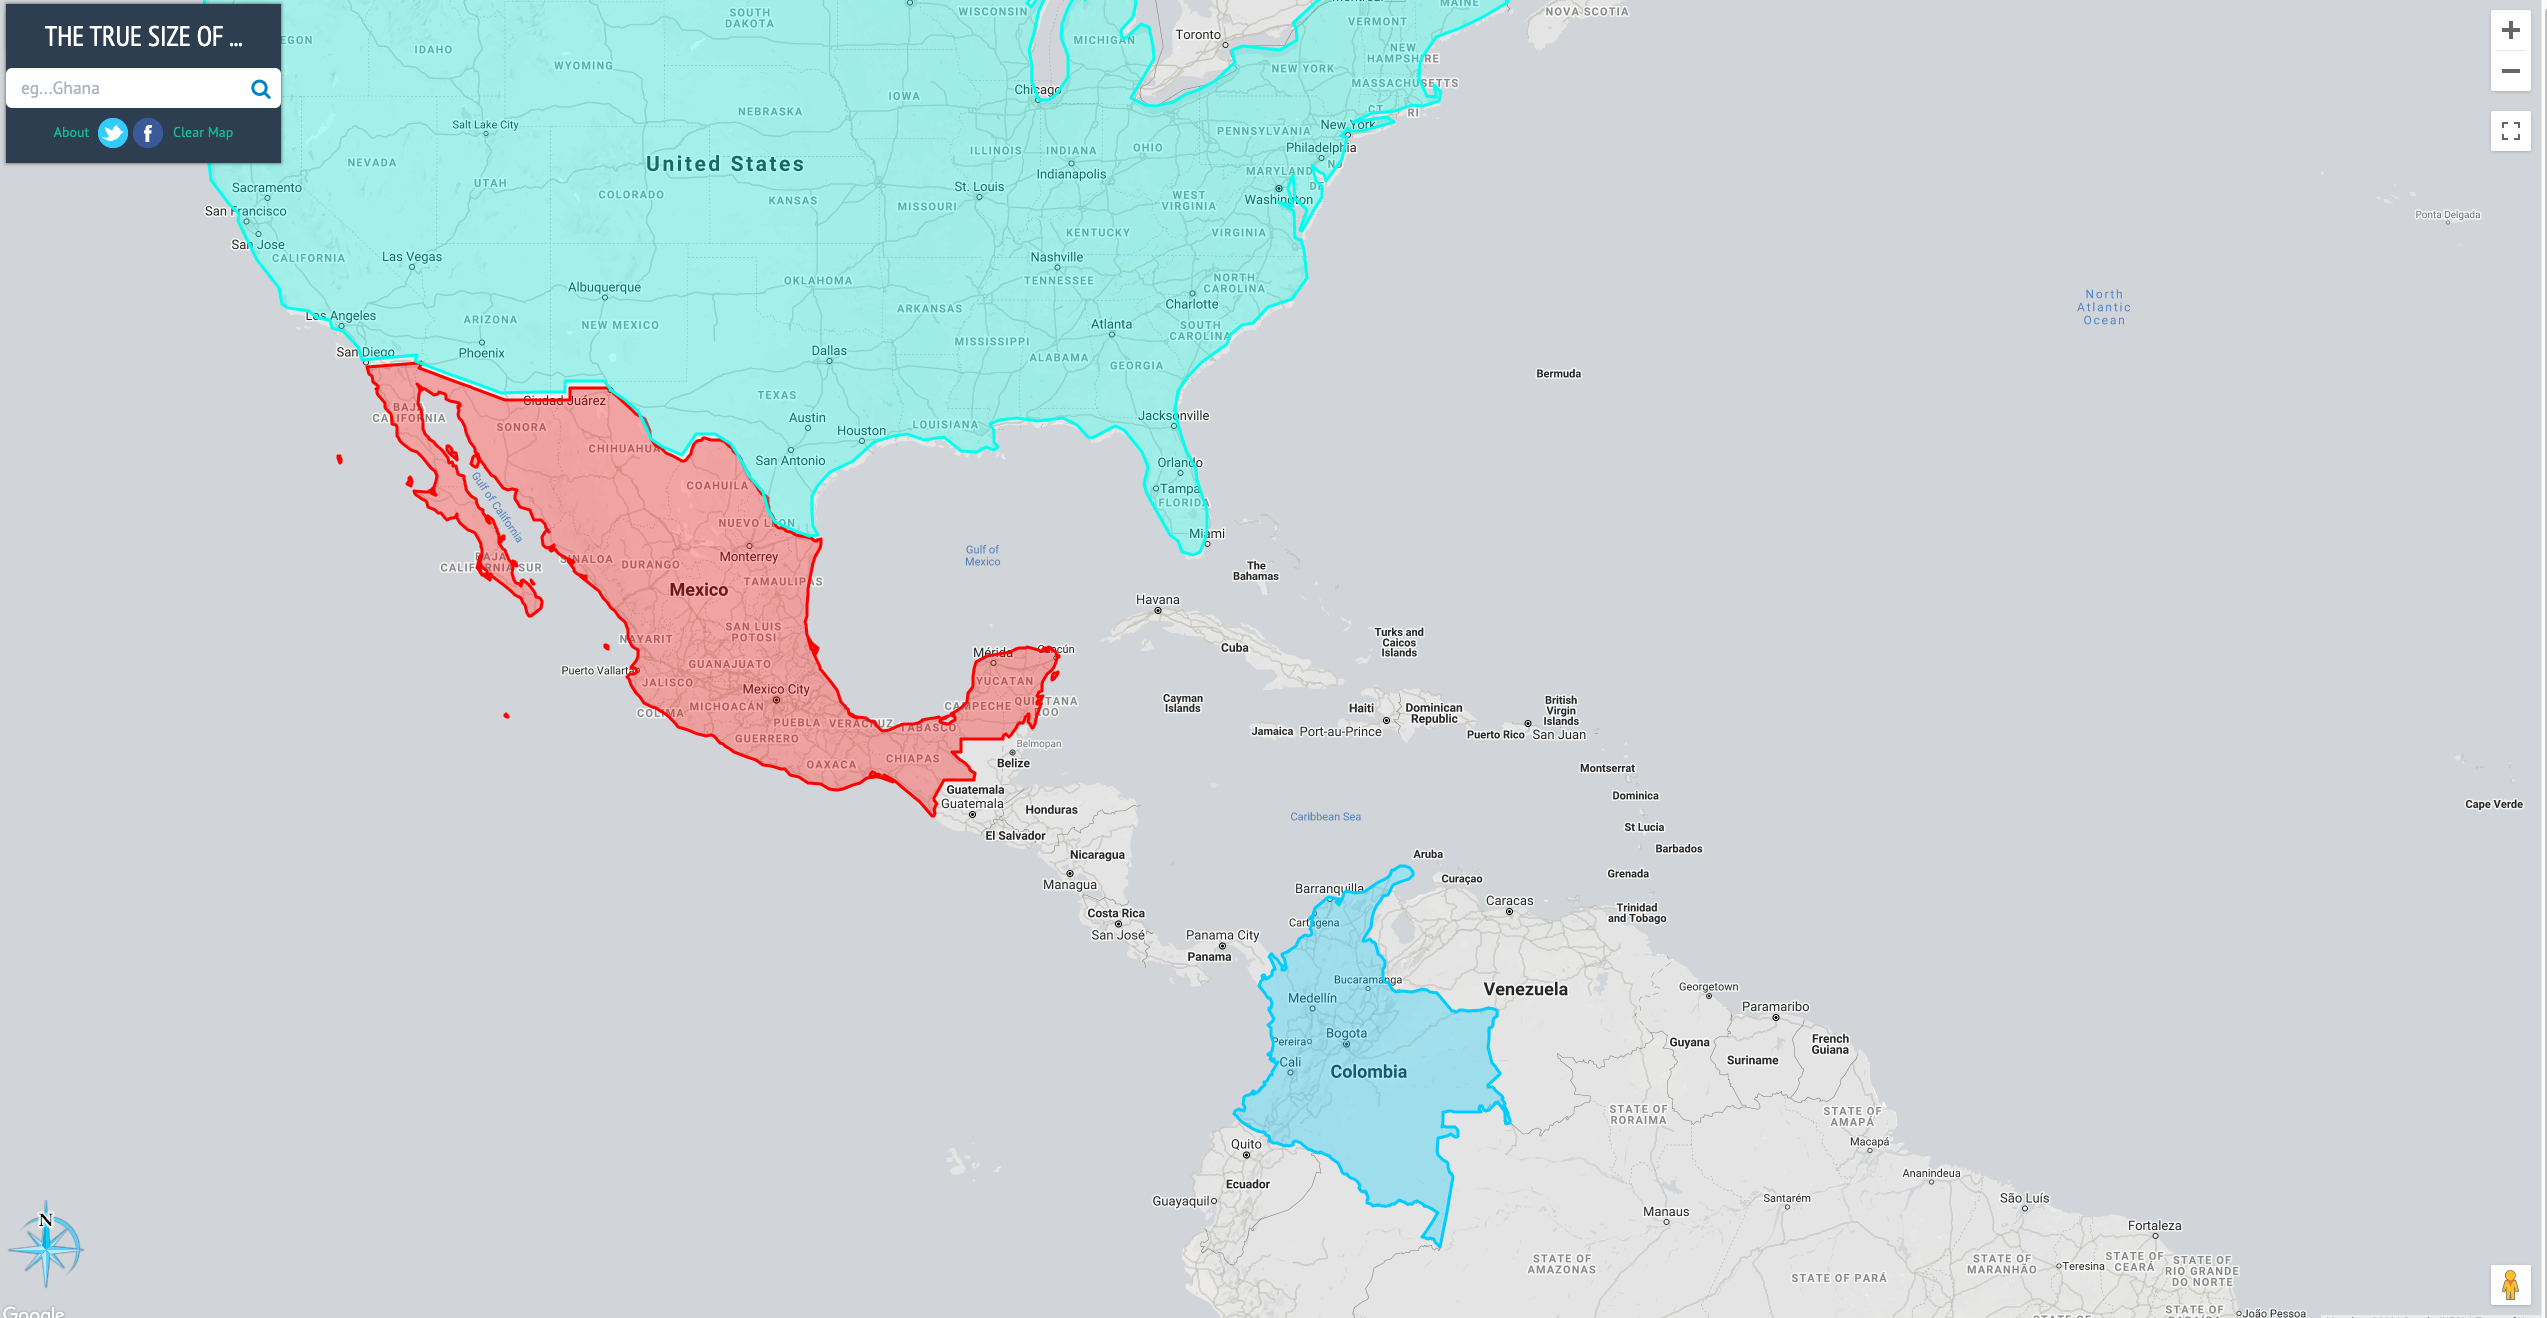 THE TRUE SIZE OF ...
eg...Ghana
About
Clear Map
SOUTH
DAKOTA
WISCONSIN
MICHIGAN
Toronto
VERMONT
MAINE
NOVA SCOTIA
IDAHO
WYOMING
NEW
HAMPSHIRE
NEW YORK
MASSACHUSETTS
Chicago
IOWA
NEBRASKA
CT
RI
Salt Lake City
PENNSYLVANIA
New York
NEVADA
United States
ILLINOIS
INDIANA
OHIO
Philadelphia
NJ
Indianapolis
MARYLAND
UTAH
Sacramento
COLORADO
KANSAS
St. Louis
MISSOURI
WEST
VIRGINIA
Washington
San Francisco
San Jose
KENTUCKY
VIRGINIA
Ponta Delgada
CALIFORNIA
Las Vegas
Nashville
TENNESSEE
OKLAHOMA
NORTH
CAROLINA
Albuquerque
ARKANSAS
Charlotte
North
Atlantic
Ocean
Los Angeles
ARIZONA
NEW MEXICO
Atlanta
SOUTH
CAROLINA
MISSISSIPPI
San Diego
Phoenix
Dallas
ALABAMA
GEORGIA
Bermuda
TEXAS
Ciudad Juárez
BAJA
CALIFORNIA
SONORA
Austin
Houston
LOUISIANA
Jacksonville
CHIHUAHUA
San Antonio
Orlando
Tampa
FLORIDA
COAHUILA
Gulf of California
NUEVO LEON
Miami
Monterrey
Gulf of
Mexico
BAJA
CALIFORNIA SUR
SINALOA
DURANGO
The
Bahamas
Mexico
TAMAULIPAS
Havana
SAN LUIS
POTOSI
NAYARIT
Cuba
Turks and
Caicos
Islands
Puerto Vallarta
GUANAJUATO
Mérida
Cancún
JALISCO
Mexico City
YUCATAN
COLIMA
MICHOACÁN
CAMPECHE
QUINTANA
ROO
Cayman
Islands
Haiti
Dominican
Republic
British
Virgin
Islands
PUEBLA
VERACRUZ
TABASCO
Jamaica
Port-au-Prince
Puerto Rico
San Juan
GUERRERO
Belmopan
OAXACA
CHIAPAS
Belize
Montserrat
Guatemala
Guatemala
Honduras
Dominica
Cape Verde
El Salvador
Caribbean Sea
St Lucia
Nicaragua
Aruba
Barbados
Managua
Barranquilla
Curaçao
Grenada
Costa Rica
Cartagena
Caracas
Trinidad
and Tobago
San José
Panama City
Panama
Bucaramanga
Venezuela
Georgetown
Medellín
Paramaribo
Bogota
Pereira
Cali
Guyana
Suriname
French
Guiana
Colombia
STATE OF
RORAIMA
STATE OF
AMAPÁ
Quito
Macapá
Ecuador
Ananindeua
Guayaquil
Santarém
São Luís
Manaus
N
Fortaleza
STATE OF
AMAZONAS
STATE OF PARÁ
STATE OF
MARANHÃO
Teresina
STATE OF
CEARÁ
STATE OF
RIO GRANDE
DO NORTE
João Pessoa
STATE OF
Google